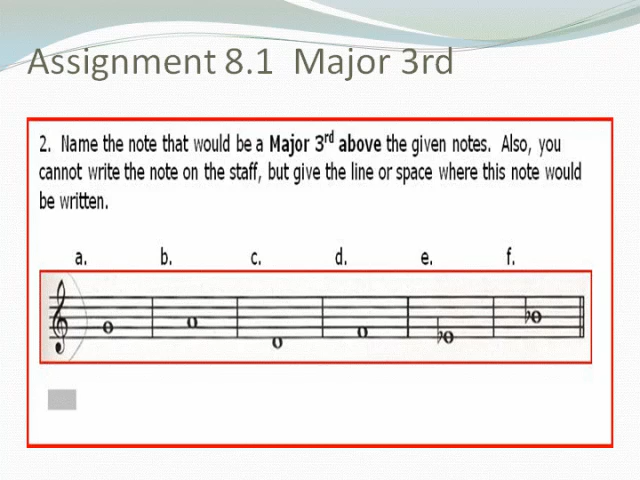 Assignment 8.1  Major 3rd
2.  Name the note that would be a Major 3rd above the given notes.  Also, you
cannot write the note on the staff, but give the line or space where this note would
be written.
a. b. c. d. e. f.